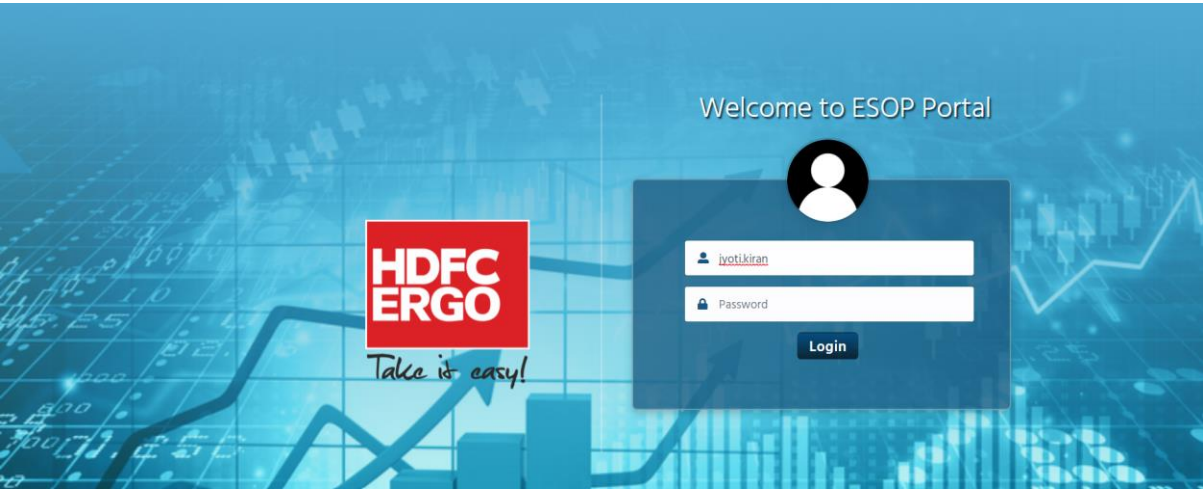 Welcome to ESOP Portal
HDFC
ERGO
Take it easy!
jyoti.kiran
Password
Login